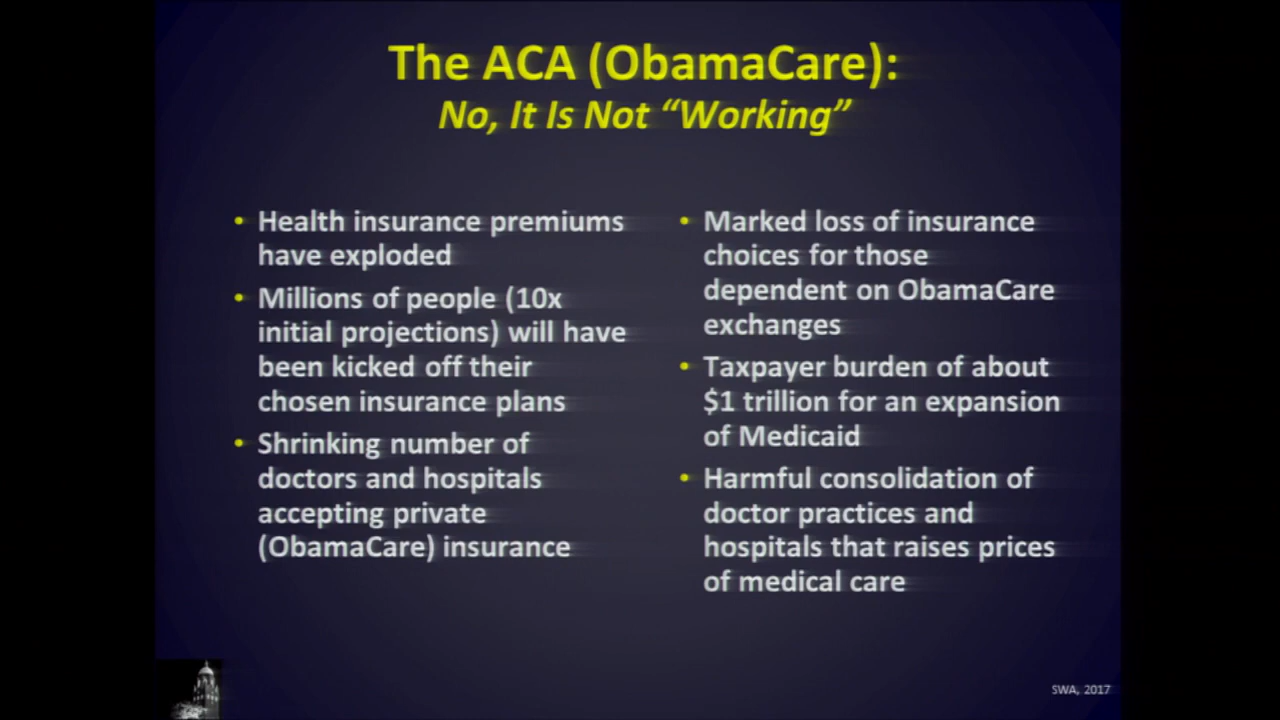 The ACA (ObamaCare):
No, It Is Not “Working”
• Health insurance premiums
have exploded
• Millions of people (10x
initial projections) will have
been kicked off their
chosen insurance plans
• Shrinking number of
doctors and hospitals
accepting private
(ObamaCare) insurance
• Marked loss of insurance
choices for those
dependent on ObamaCare
exchanges
• Taxpayer burden of about
$1 trillion for an expansion
of Medicaid
• Harmful consolidation of
doctor practices and
hospitals that raises prices
of medical care
SWA, 2017